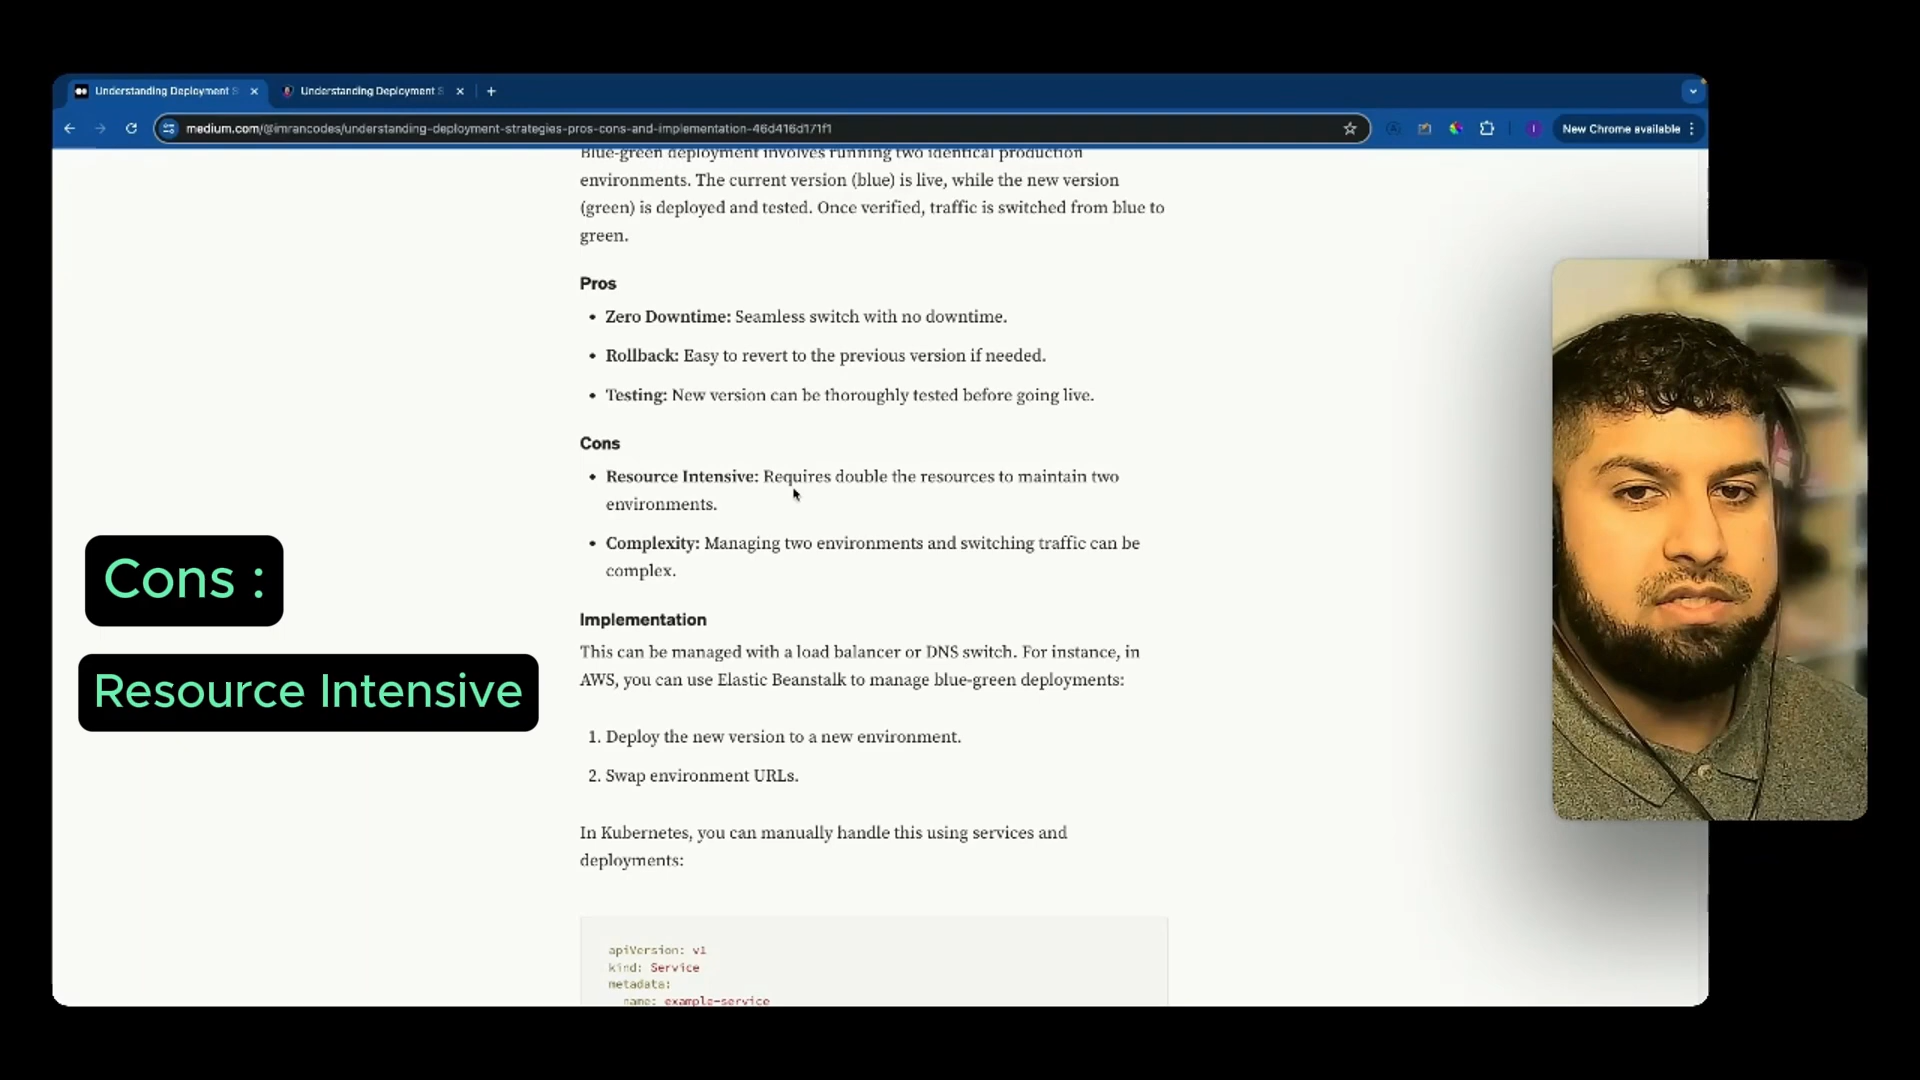 Understanding Deployment S
Understanding Deployment S
medium.com/@imrancodes/understanding-deployment-strategies-pros-cons-and-implementation-46d416d171f1
New Chrome available
Blue-green deployment involves running two identical production
environments. The current version (blue) is live, while the new version
(green) is deployed and tested. Once verified, traffic is switched from blue to
green.
Pros
• Zero Downtime: Seamless switch with no downtime.
• Rollback: Easy to revert to the previous version if needed.
• Testing: New version can be thoroughly tested before going live.
Cons
• Resource Intensive: Requires double the resources to maintain two
environments.
• Complexity: Managing two environments and switching traffic can be
complex.
Implementation
This can be managed with a load balancer or DNS switch. For instance, in
AWS, you can use Elastic Beanstalk to manage blue-green deployments:
1. Deploy the new version to a new environment.
2. Swap environment URLs.
In Kubernetes, you can manually handle this using services and
deployments:
apiVersion: v1
kind: Service
metadata:
name: example-service
Cons :
Resource Intensive